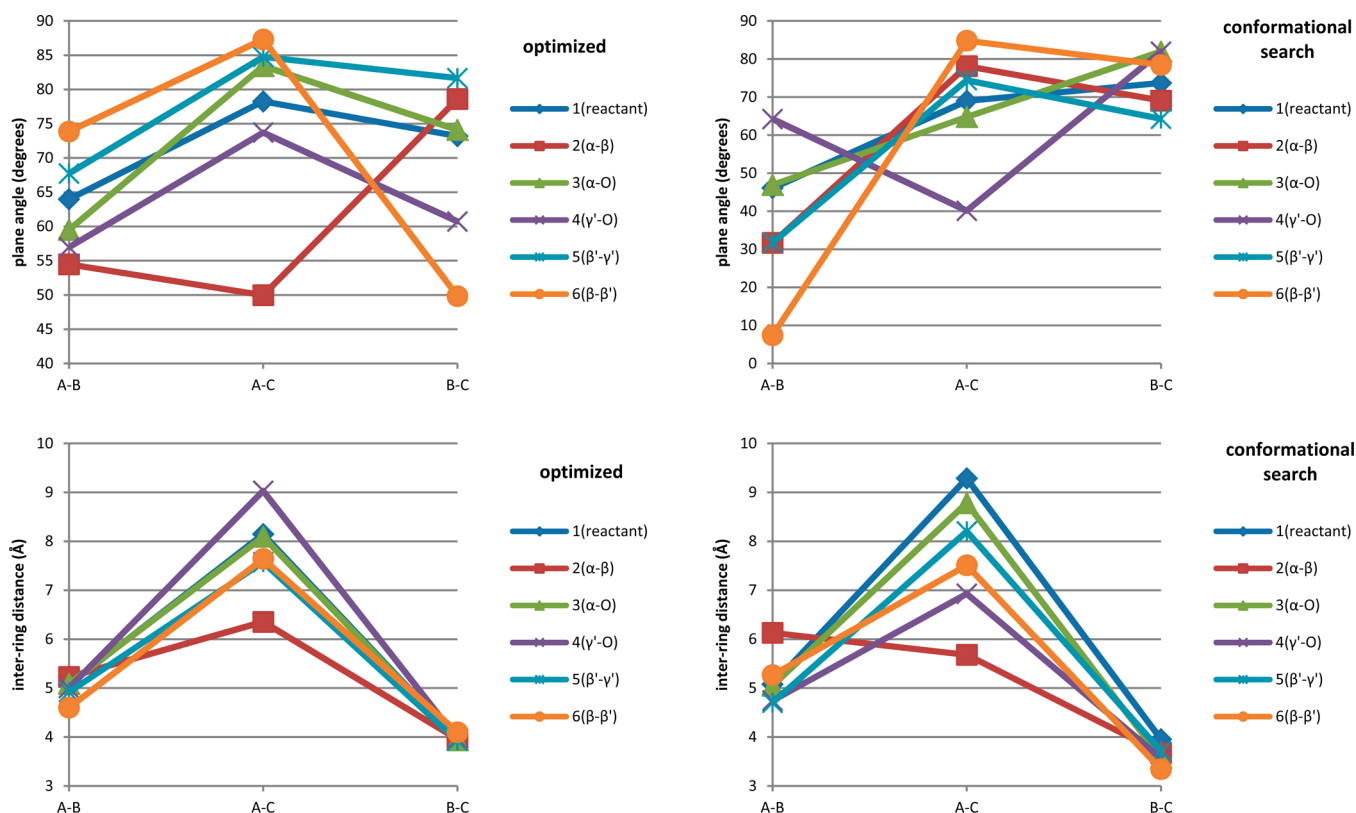 optimized
plane angle (degrees)
90
85
80
75
70
65
60
55
50
45
40
A-B
A-C
B-C
1(reactant)
2(α-β)
3(α-O)
4(γ'-O)
5(β'-γ')
6(β-β')
conformational
search
plane angle (degrees)
90
80
70
60
50
40
30
20
10
0
A-B
A-C
B-C
1(reactant)
2(α-β)
3(α-O)
4(γ'-O)
5(β'-γ')
6(β-β')
optimized
inter-ring distance (Å)
10
9
8
7
6
5
4
3
A-B
A-C
B-C
1(reactant)
2(α-β)
3(α-O)
4(γ'-O)
5(β'-γ')
6(β-β')
conformational
search
inter-ring distance (Å)
10
9
8
7
6
5
4
3
A-B
A-C
B-C
1(reactant)
2(α-β)
3(α-O)
4(γ'-O)
5(β'-γ')
6(β-β')